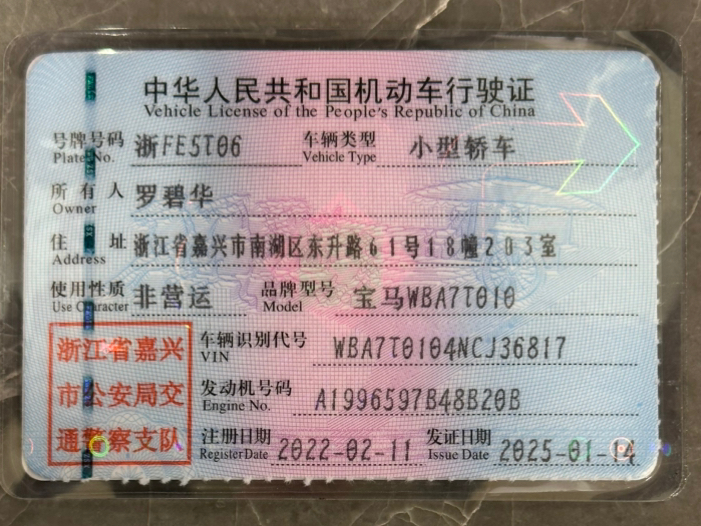 中华人民共和国机动车行驶证
Vehicle License of the People's Republic of China
号牌号码 浙FE5T06 车辆类型 小型轿车
Plate No. Vehicle Type
所有人 罗碧华
Owner
住址 浙江省嘉兴市南湖区东升路61号18幢203室
Address
使用性质 非营运 品牌型号 宝马WBA7T010
Use Character Model
浙江省嘉兴 车辆识别代号 WBA7T0104NCJ36817
VIN
市公安局交 发动机号码 A1996597B48B20B
Engine No.
通警察支队 注册日期 2022-02-11 发证日期 2025-01-14
Register Date Issue Date